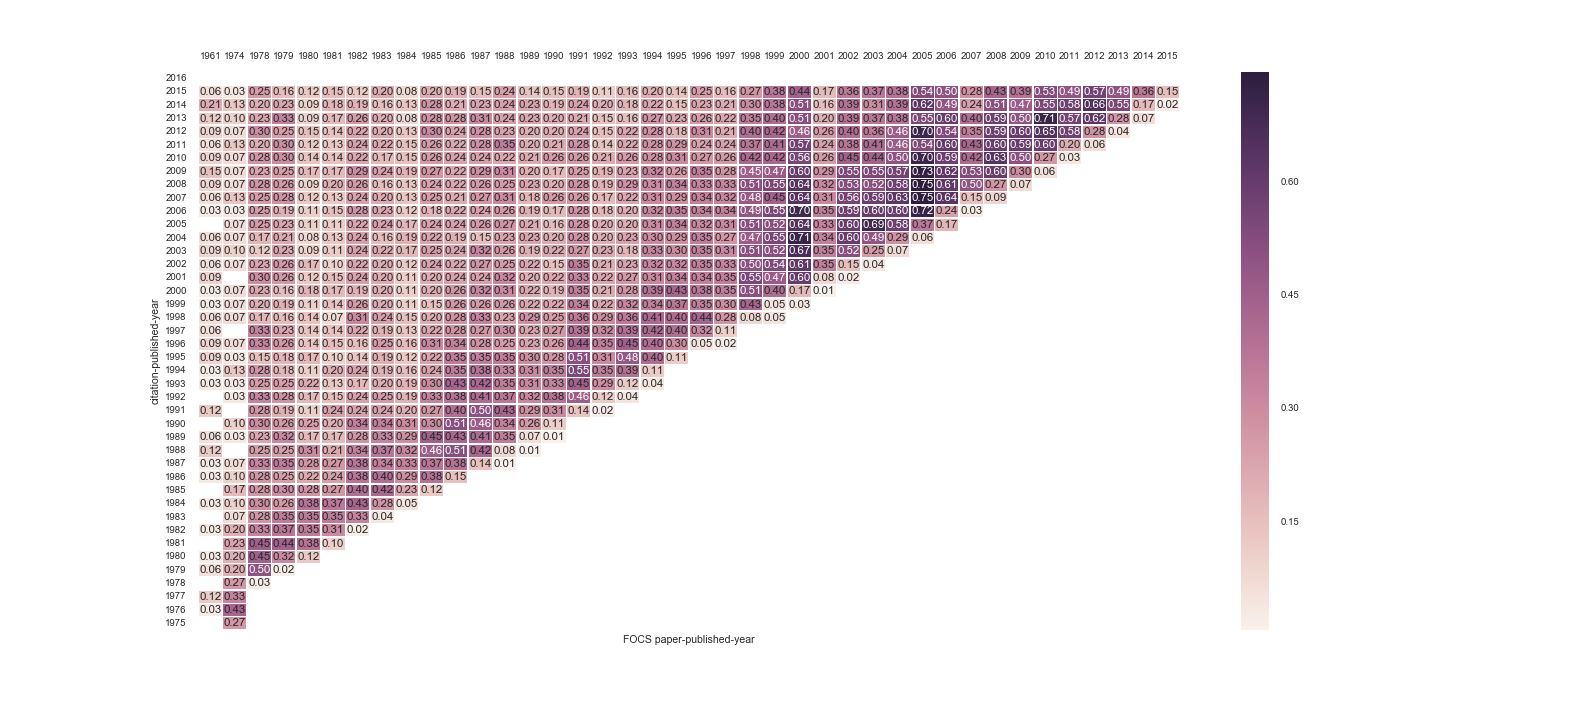 1961 1974 1978 1979 1980 1981 1982 1983 1984 1985 1986 1987 1988 1989 1990 1991 1992 1993 1994 1995 1996 1997 1998 1999 2000 2001 2002 2003 2004 2005 2006 2007 2008 2009 2010 2011 2012 2013 2014 2015
2016
2015 0.06 0.03 0.25 0.16 0.12 0.15 0.12 0.20 0.08 0.20 0.19 0.15 0.24 0.14 0.15 0.19 0.11 0.16 0.20 0.14 0.25 0.16 0.27 0.38 0.44 0.17 0.36 0.37 0.38 0.54 0.50 0.28 0.43 0.39 0.53 0.49 0.57 0.49 0.36 0.15
2014 0.21 0.13 0.20 0.23 0.09 0.18 0.19 0.16 0.13 0.28 0.21 0.23 0.24 0.23 0.19 0.24 0.18 0.22 0.15 0.23 0.21 0.18 0.30 0.38 0.51 0.16 0.39 0.31 0.39 0.62 0.49 0.24 0.51 0.47 0.55 0.58 0.66 0.55 0.17 0.02
2013 0.12 0.10 0.23 0.33 0.09 0.17 0.26 0.20 0.08 0.28 0.28 0.31 0.24 0.23 0.20 0.21 0.15 0.16 0.27 0.23 0.26 0.22 0.35 0.40 0.51 0.20 0.39 0.37 0.38 0.55 0.60 0.40 0.59 0.50 0.71 0.57 0.62 0.28 0.07
2012 0.09 0.07 0.30 0.25 0.15 0.14 0.22 0.20 0.13 0.30 0.24 0.28 0.23 0.20 0.20 0.24 0.15 0.22 0.28 0.18 0.31 0.21 0.40 0.42 0.46 0.26 0.40 0.36 0.46 0.70 0.54 0.35 0.59 0.60 0.65 0.58 0.28 0.04
2011 0.06 0.13 0.20 0.30 0.12 0.13 0.24 0.22 0.15 0.26 0.22 0.28 0.35 0.20 0.21 0.28 0.14 0.22 0.28 0.29 0.24 0.24 0.37 0.41 0.57 0.24 0.38 0.41 0.46 0.54 0.60 0.43 0.60 0.59 0.60 0.20 0.06
2010 0.09 0.07 0.28 0.30 0.14 0.14 0.22 0.17 0.15 0.26 0.24 0.24 0.22 0.21 0.26 0.26 0.21 0.26 0.28 0.31 0.27 0.26 0.42 0.42 0.56 0.26 0.45 0.44 0.50 0.70 0.59 0.42 0.63 0.50 0.27 0.03
2009 0.15 0.07 0.23 0.25 0.17 0.17 0.29 0.24 0.19 0.27 0.22 0.29 0.31 0.20 0.17 0.25 0.19 0.24 0.32 0.26 0.35 0.28 0.45 0.47 0.60 0.29 0.55 0.55 0.57 0.73 0.62 0.53 0.60 0.30 0.06
2008 0.09 0.07 0.28 0.26 0.09 0.20 0.26 0.16 0.13 0.24 0.22 0.26 0.25 0.23 0.20 0.28 0.19 0.29 0.31 0.34 0.33 0.33 0.51 0.55 0.64 0.32 0.53 0.52 0.58 0.75 0.61 0.50 0.27 0.07
2007 0.06 0.13 0.25 0.28 0.12 0.13 0.24 0.20 0.13 0.25 0.21 0.27 0.31 0.18 0.26 0.26 0.17 0.22 0.31 0.29 0.34 0.32 0.48 0.45 0.64 0.31 0.56 0.59 0.63 0.75 0.64 0.15 0.09
2006 0.03 0.03 0.25 0.19 0.11 0.15 0.28 0.23 0.12 0.18 0.22 0.24 0.26 0.19 0.17 0.28 0.18 0.20 0.32 0.35 0.34 0.34 0.49 0.55 0.70 0.35 0.59 0.60 0.60 0.72 0.24 0.03
2005 0.07 0.25 0.23 0.11 0.11 0.22 0.24 0.17 0.24 0.24 0.26 0.27 0.21 0.16 0.28 0.20 0.20 0.31 0.34 0.32 0.31 0.51 0.52 0.64 0.33 0.60 0.69 0.58 0.37 0.17
2004 0.06 0.07 0.17 0.21 0.08 0.13 0.24 0.16 0.19 0.22 0.19 0.15 0.23 0.23 0.20 0.28 0.20 0.23 0.30 0.29 0.35 0.27 0.47 0.55 0.71 0.34 0.60 0.49 0.29 0.06
2003 0.09 0.10 0.12 0.23 0.09 0.11 0.24 0.22 0.17 0.25 0.24 0.32 0.26 0.19 0.22 0.27 0.23 0.18 0.33 0.30 0.35 0.31 0.51 0.52 0.67 0.35 0.52 0.25 0.07
2002 0.06 0.07 0.23 0.26 0.17 0.10 0.22 0.20 0.12 0.24 0.22 0.27 0.25 0.22 0.15 0.35 0.21 0.23 0.32 0.32 0.35 0.33 0.50 0.54 0.61 0.35 0.15 0.04
2001 0.09 0.30 0.26 0.12 0.15 0.24 0.20 0.11 0.20 0.24 0.24 0.32 0.20 0.22 0.33 0.22 0.27 0.31 0.34 0.34 0.35 0.55 0.47 0.60 0.08 0.02
2000 0.03 0.07 0.23 0.16 0.18 0.17 0.19 0.20 0.11 0.20 0.26 0.32 0.31 0.22 0.19 0.35 0.21 0.28 0.39 0.43 0.38 0.35 0.51 0.40 0.17 0.01
1999 0.03 0.07 0.20 0.19 0.11 0.14 0.26 0.20 0.11 0.15 0.26 0.26 0.26 0.22 0.22 0.34 0.22 0.32 0.34 0.37 0.35 0.30 0.43 0.05 0.03
1998 0.06 0.07 0.17 0.16 0.14 0.07 0.31 0.24 0.15 0.20 0.28 0.33 0.23 0.29 0.25 0.36 0.29 0.36 0.41 0.40 0.44 0.28 0.08 0.05
1997 0.06 0.33 0.23 0.14 0.14 0.22 0.19 0.13 0.22 0.28 0.27 0.30 0.23 0.27 0.39 0.32 0.39 0.42 0.40 0.32 0.11
1996 0.09 0.07 0.33 0.26 0.14 0.15 0.16 0.25 0.16 0.31 0.34 0.28 0.25 0.23 0.26 0.44 0.35 0.45 0.40 0.30 0.05 0.02
1995 0.09 0.03 0.15 0.18 0.17 0.10 0.14 0.19 0.12 0.22 0.35 0.35 0.35 0.30 0.28 0.51 0.31 0.48 0.40 0.11
1994 0.03 0.13 0.28 0.18 0.11 0.20 0.24 0.19 0.16 0.24 0.35 0.38 0.33 0.31 0.35 0.55 0.35 0.39 0.11
1993 0.03 0.03 0.25 0.25 0.22 0.13 0.17 0.20 0.19 0.30 0.43 0.42 0.35 0.31 0.33 0.45 0.29 0.12 0.04
1992 0.03 0.33 0.28 0.17 0.15 0.24 0.25 0.19 0.33 0.38 0.41 0.37 0.32 0.38 0.46 0.12 0.04
1991 0.12 0.28 0.19 0.11 0.24 0.24 0.24 0.20 0.27 0.40 0.50 0.43 0.29 0.31 0.14 0.02
1990 0.10 0.30 0.26 0.25 0.20 0.34 0.34 0.31 0.30 0.51 0.46 0.34 0.26 0.11
1989 0.06 0.03 0.23 0.32 0.17 0.17 0.28 0.33 0.29 0.45 0.43 0.41 0.35 0.07 0.01
1988 0.12 0.25 0.25 0.31 0.21 0.34 0.37 0.32 0.46 0.51 0.42 0.08 0.01
1987 0.03 0.07 0.33 0.35 0.28 0.27 0.38 0.34 0.33 0.37 0.38 0.14 0.01
1986 0.03 0.10 0.28 0.25 0.22 0.24 0.38 0.40 0.29 0.38 0.15
1985 0.17 0.28 0.30 0.28 0.27 0.40 0.42 0.23 0.12
1984 0.03 0.10 0.30 0.26 0.38 0.37 0.43 0.28 0.05
1983 0.07 0.28 0.35 0.35 0.35 0.33 0.04
1982 0.03 0.20 0.33 0.37 0.35 0.31 0.02
1981 0.23 0.45 0.44 0.38 0.10
1980 0.03 0.20 0.45 0.32 0.12
1979 0.06 0.20 0.50 0.02
1978 0.27 0.03
1977 0.12 0.33
1976 0.03 0.43
1975 0.27
citation-published-year
FOCS paper-published-year
0.60
0.45
0.30
0.15